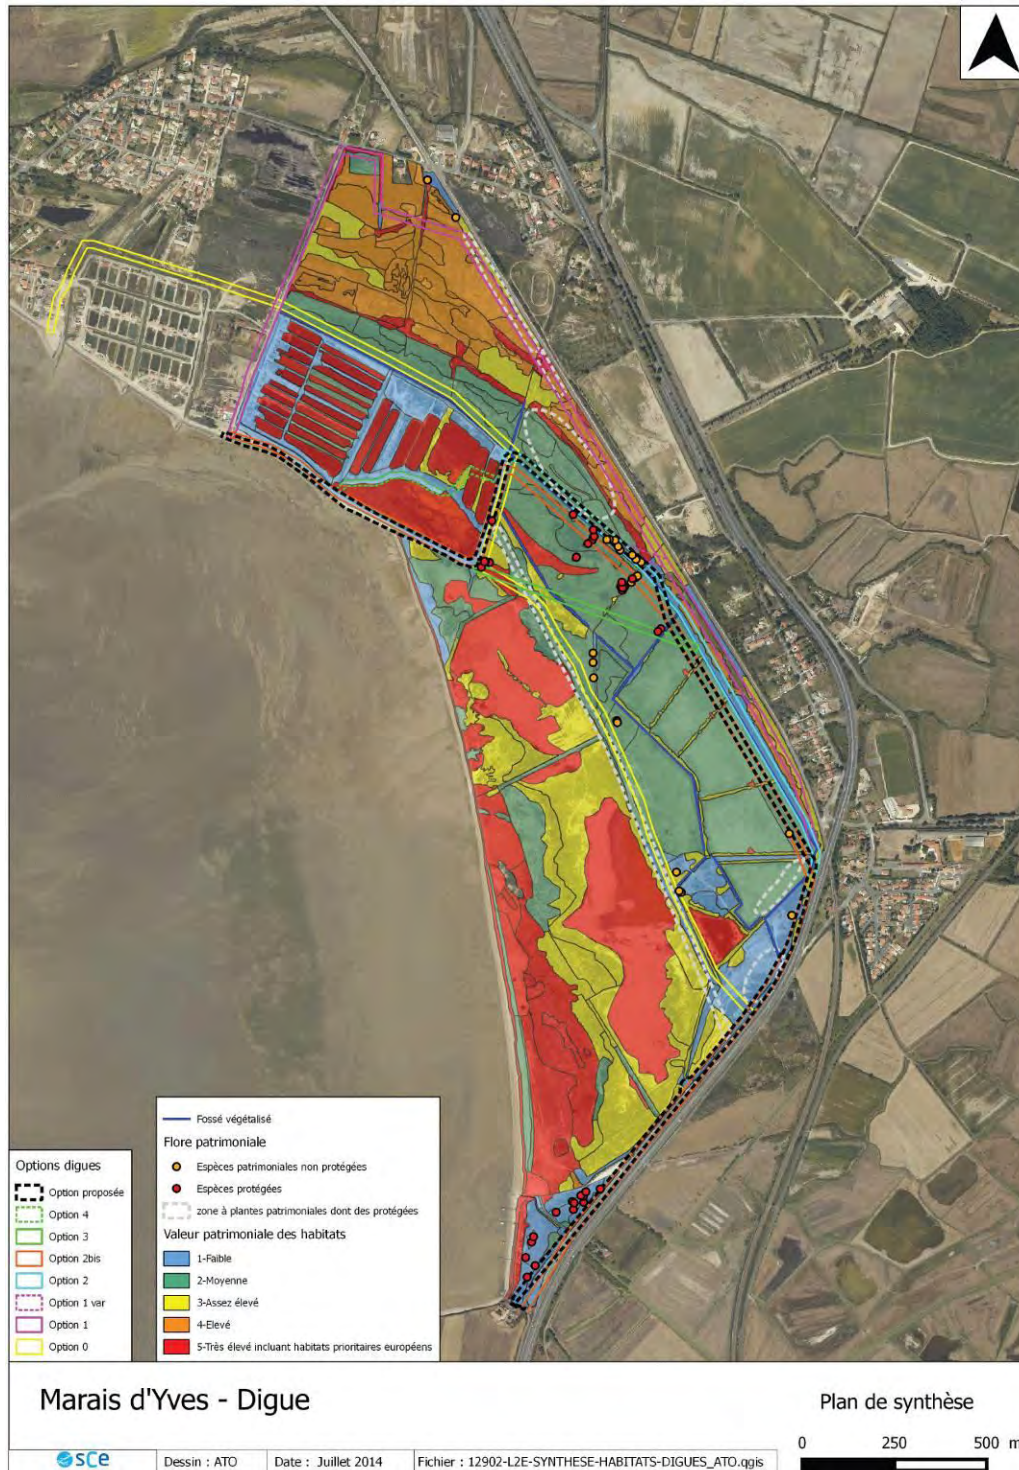 Fossé végétalisé
Flore patrimoniale
Espèces patrimoniales non protégées
Espèces protégées
zone à plantes patrimoniales dont des protégées
Valeur patrimoniale des habitats
1-Faible
2-Moyenne
3-Assez élevé
4-Elevé
5-Très élevé incluant habitats prioritaires européens
Options digues
Option proposée
Option 4
Option 3
Option 2bis
Option 2
Option 1 var
Option 1
Option 0
Marais d'Yves - Digue
Plan de synthèse
0 250 500 m
sce
Dessin : ATO
Date : Juillet 2014
Fichier : 12902-L2E-SYNTHESE-HABITATS-DIGUES_ATO.qgis